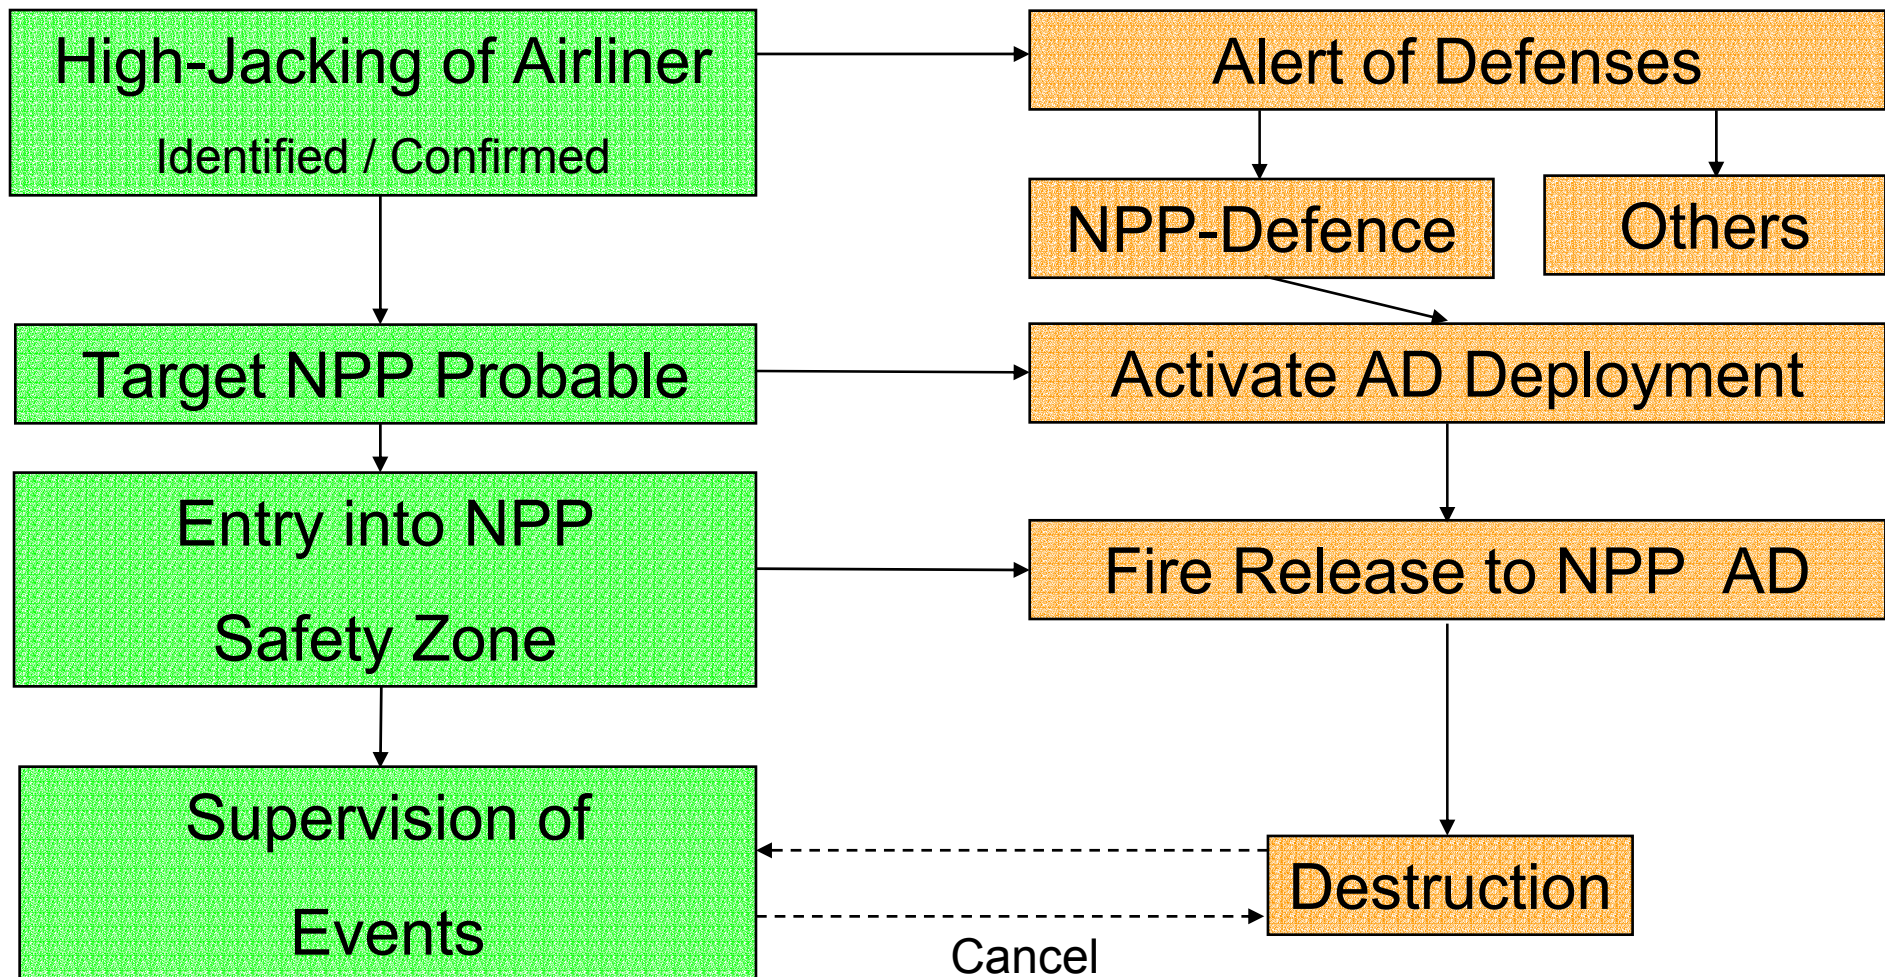 High-Jacking of Airliner
Identified / Confirmed
Alert of Defenses
NPP-Defence
Others
Target NPP Probable
Activate AD Deployment
Entry into NPP
Safety Zone
Fire Release to NPP  AD
Supervision of
Events
Destruction
Cancel